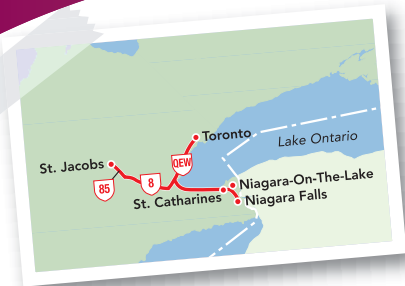 Toronto
Lake Ontario
QEW
St. Jacobs
85
8
Niagara-On-The-Lake
St. Catharines
Niagara Falls